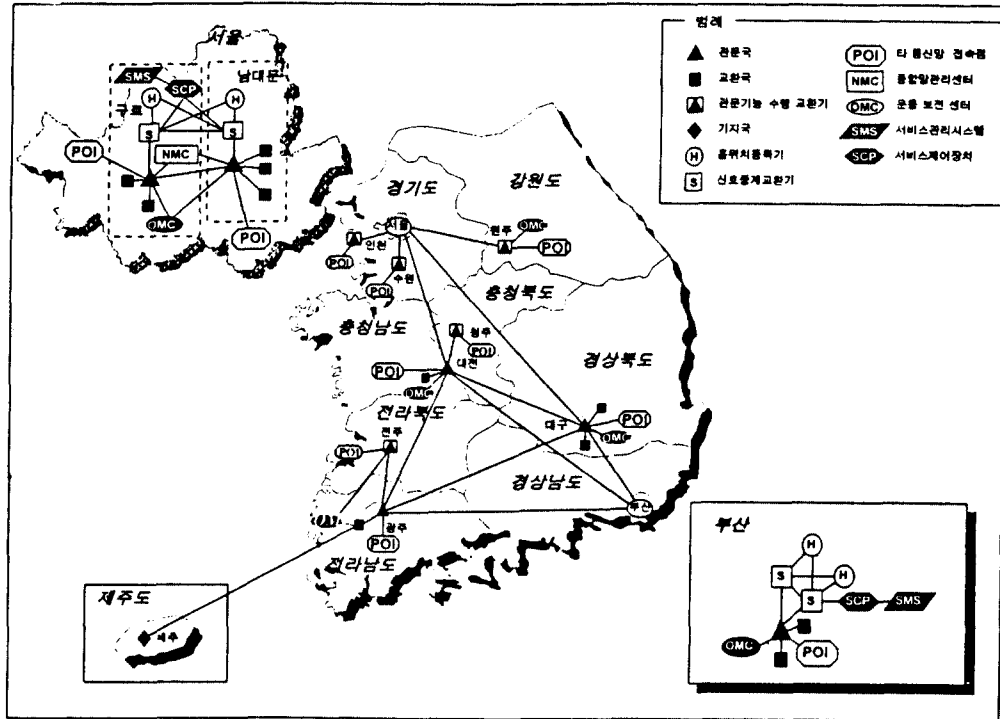 범례
관문국
교환국
관문기능 수행 교환기
기지국
H 홈위치등록기
S 신호중계교환기
POI 타 통신망 접속점
NMC 통합망관리센터
OMC 운용 보전 센터
SMS 서비스관리시스템
SCP 서비스제어장치
서울
남대문
구로
SMS
SCP
H
H
S
S
POI
NMC
OMC
POI
경기도
강원도
서울
인천
POI
수원
POI
원주
OMC
POI
충청북도
충청남도
청주
POI
대전
POI
OMC
경상북도
대구
POI
OMC
전라북도
전주
POI
경상남도
부산
광주
POI
전라남도
제주도
제주
부산
H
S
H
S
SCP
SMS
OMC
POI